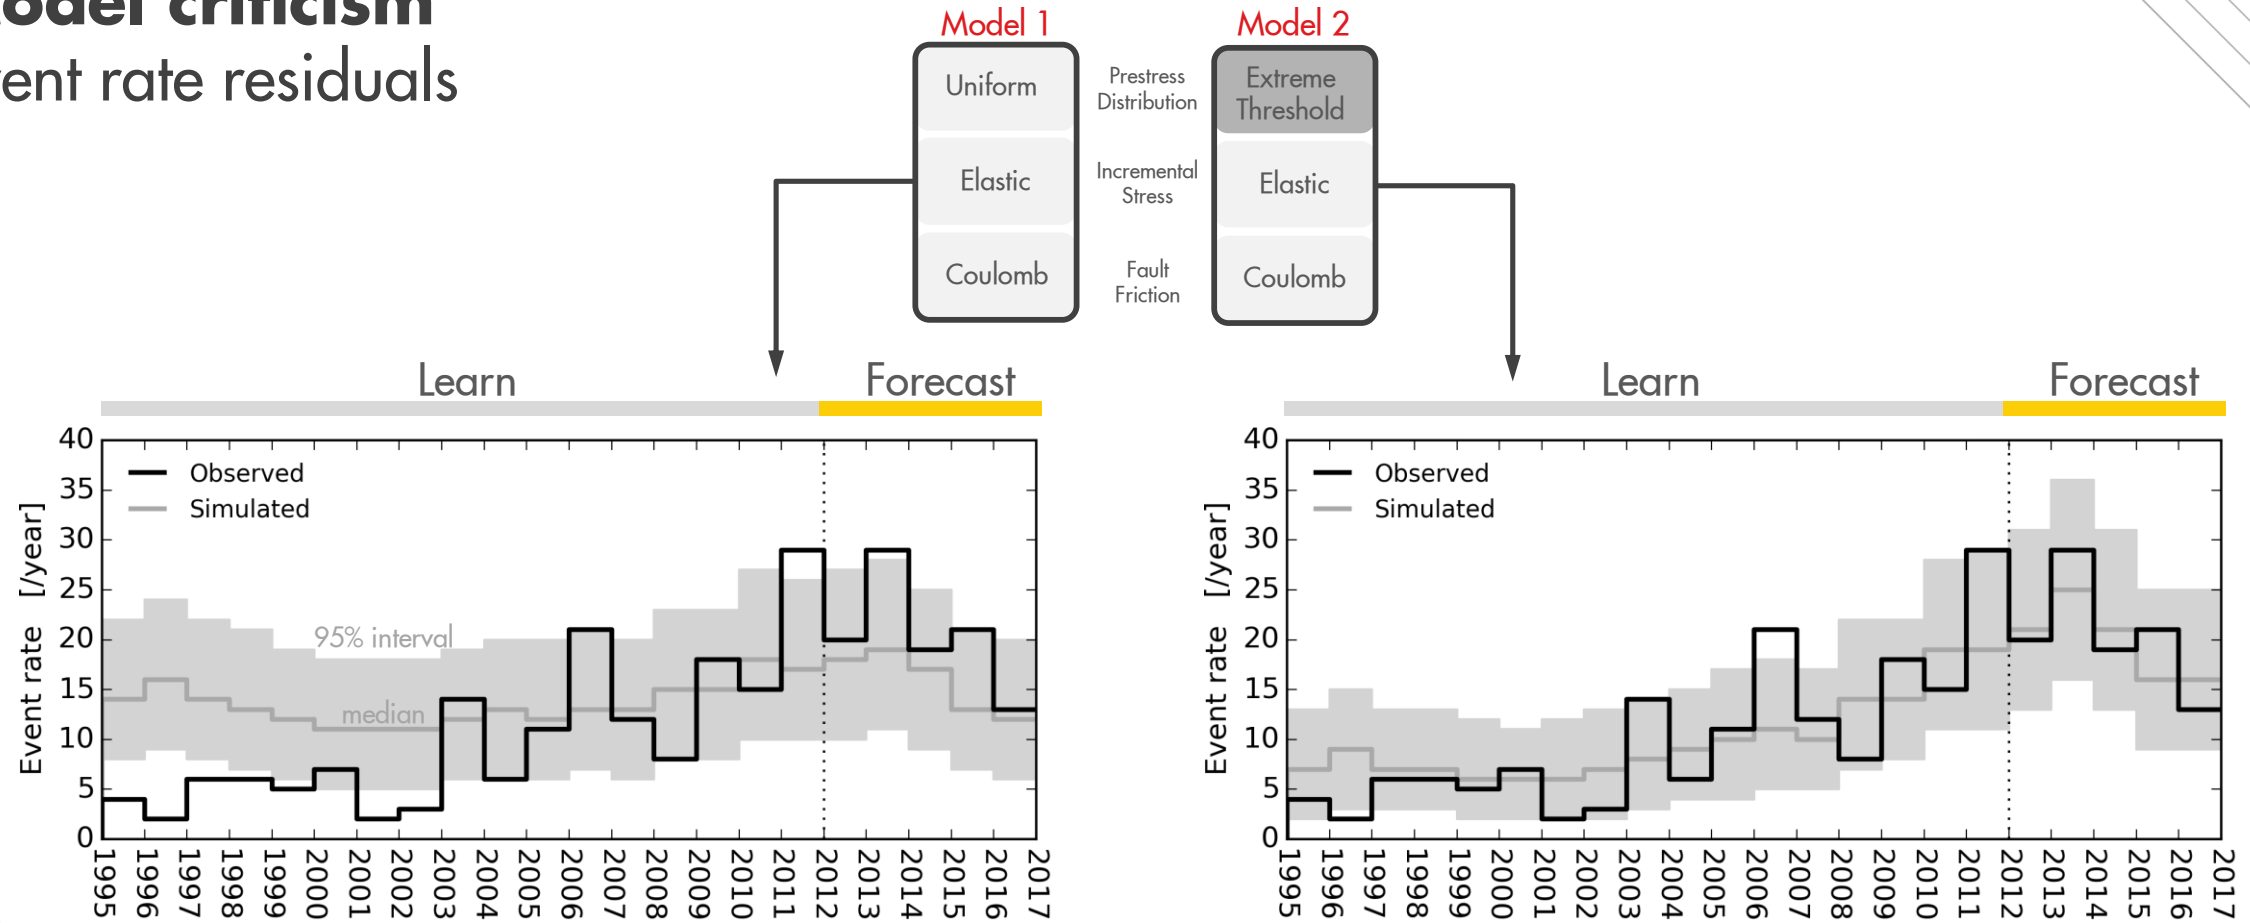 odel criticism
ent rate residuals
Model 1
Model 2
Uniform
Prestress
Distribution
Extreme
Threshold
Elastic
Incremental
Stress
Elastic
Coulomb
Fault
Friction
Coulomb
Learn
Forecast
40
35
30
25
20
15
10
5
0
Event rate [/year]
Observed
Simulated
95% interval
median
1995
1996
1997
1998
1999
2000
2001
2002
2003
2004
2005
2006
2007
2008
2009
2010
2011
2012
2013
2014
2015
2016
2017
Learn
Forecast
40
35
30
25
20
15
10
5
0
Event rate [/year]
Observed
Simulated
1995
1996
1997
1998
1999
2000
2001
2002
2003
2004
2005
2006
2007
2008
2009
2010
2011
2012
2013
2014
2015
2016
2017